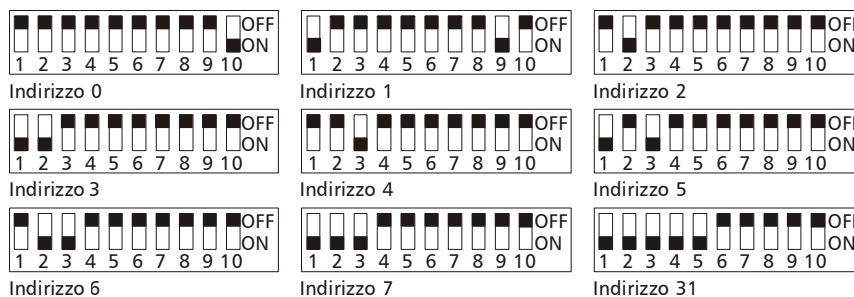 OFF
ON
1 2 3 4 5 6 7 8 9 10
Indirizzo 0
OFF
ON
1 2 3 4 5 6 7 8 9 10
Indirizzo 1
OFF
ON
1 2 3 4 5 6 7 8 9 10
Indirizzo 2
OFF
ON
1 2 3 4 5 6 7 8 9 10
Indirizzo 3
OFF
ON
1 2 3 4 5 6 7 8 9 10
Indirizzo 4
OFF
ON
1 2 3 4 5 6 7 8 9 10
Indirizzo 5
OFF
ON
1 2 3 4 5 6 7 8 9 10
Indirizzo 6
OFF
ON
1 2 3 4 5 6 7 8 9 10
Indirizzo 7
OFF
ON
1 2 3 4 5 6 7 8 9 10
Indirizzo 31